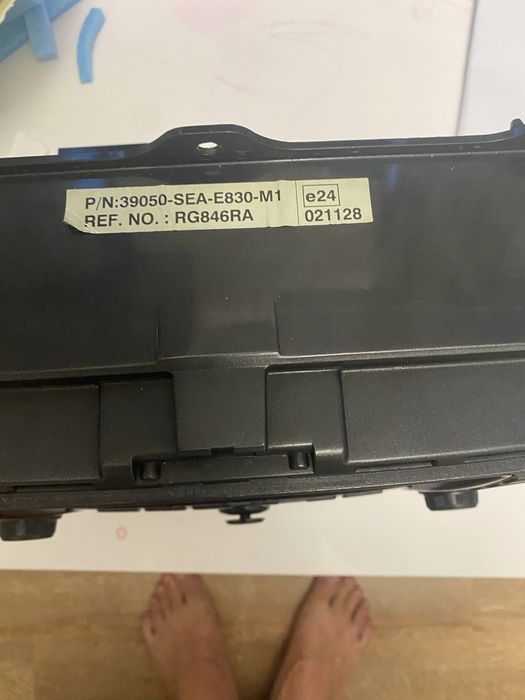 P/N:39050-SEA-E830-M1
REF. NO. : RG846RA
e24
021128